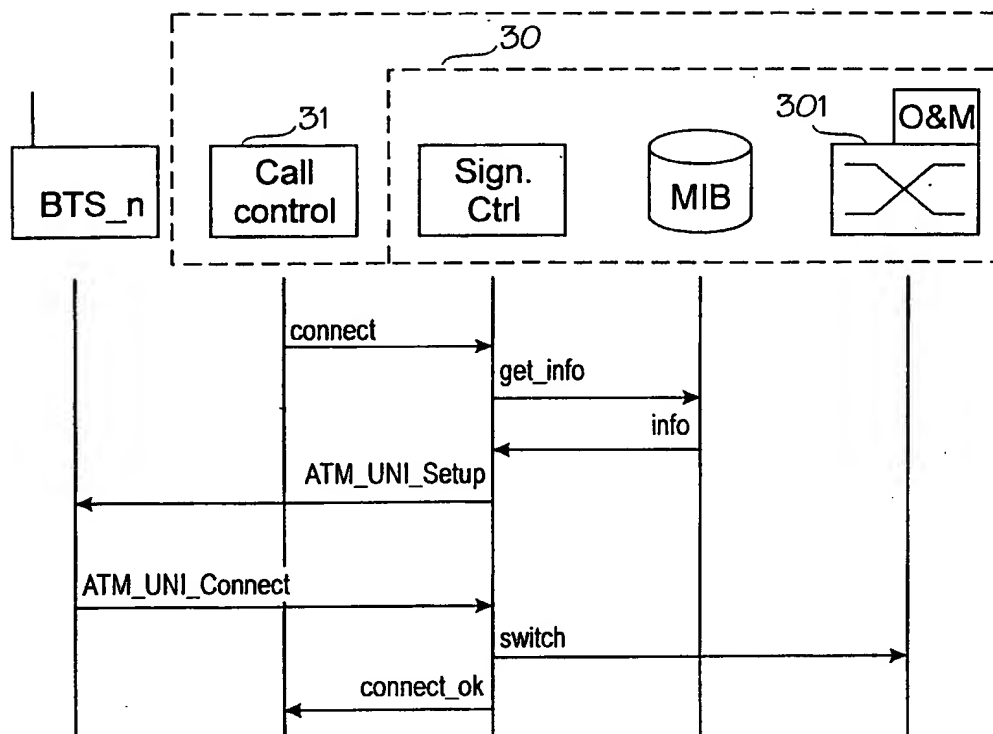 30
31
301
O&M
BTS_n
Call
control
Sign.
Ctrl
MIB
connect
get_info
info
ATM_UNI_Setup
ATM_UNI_Connect
switch
connect_ok